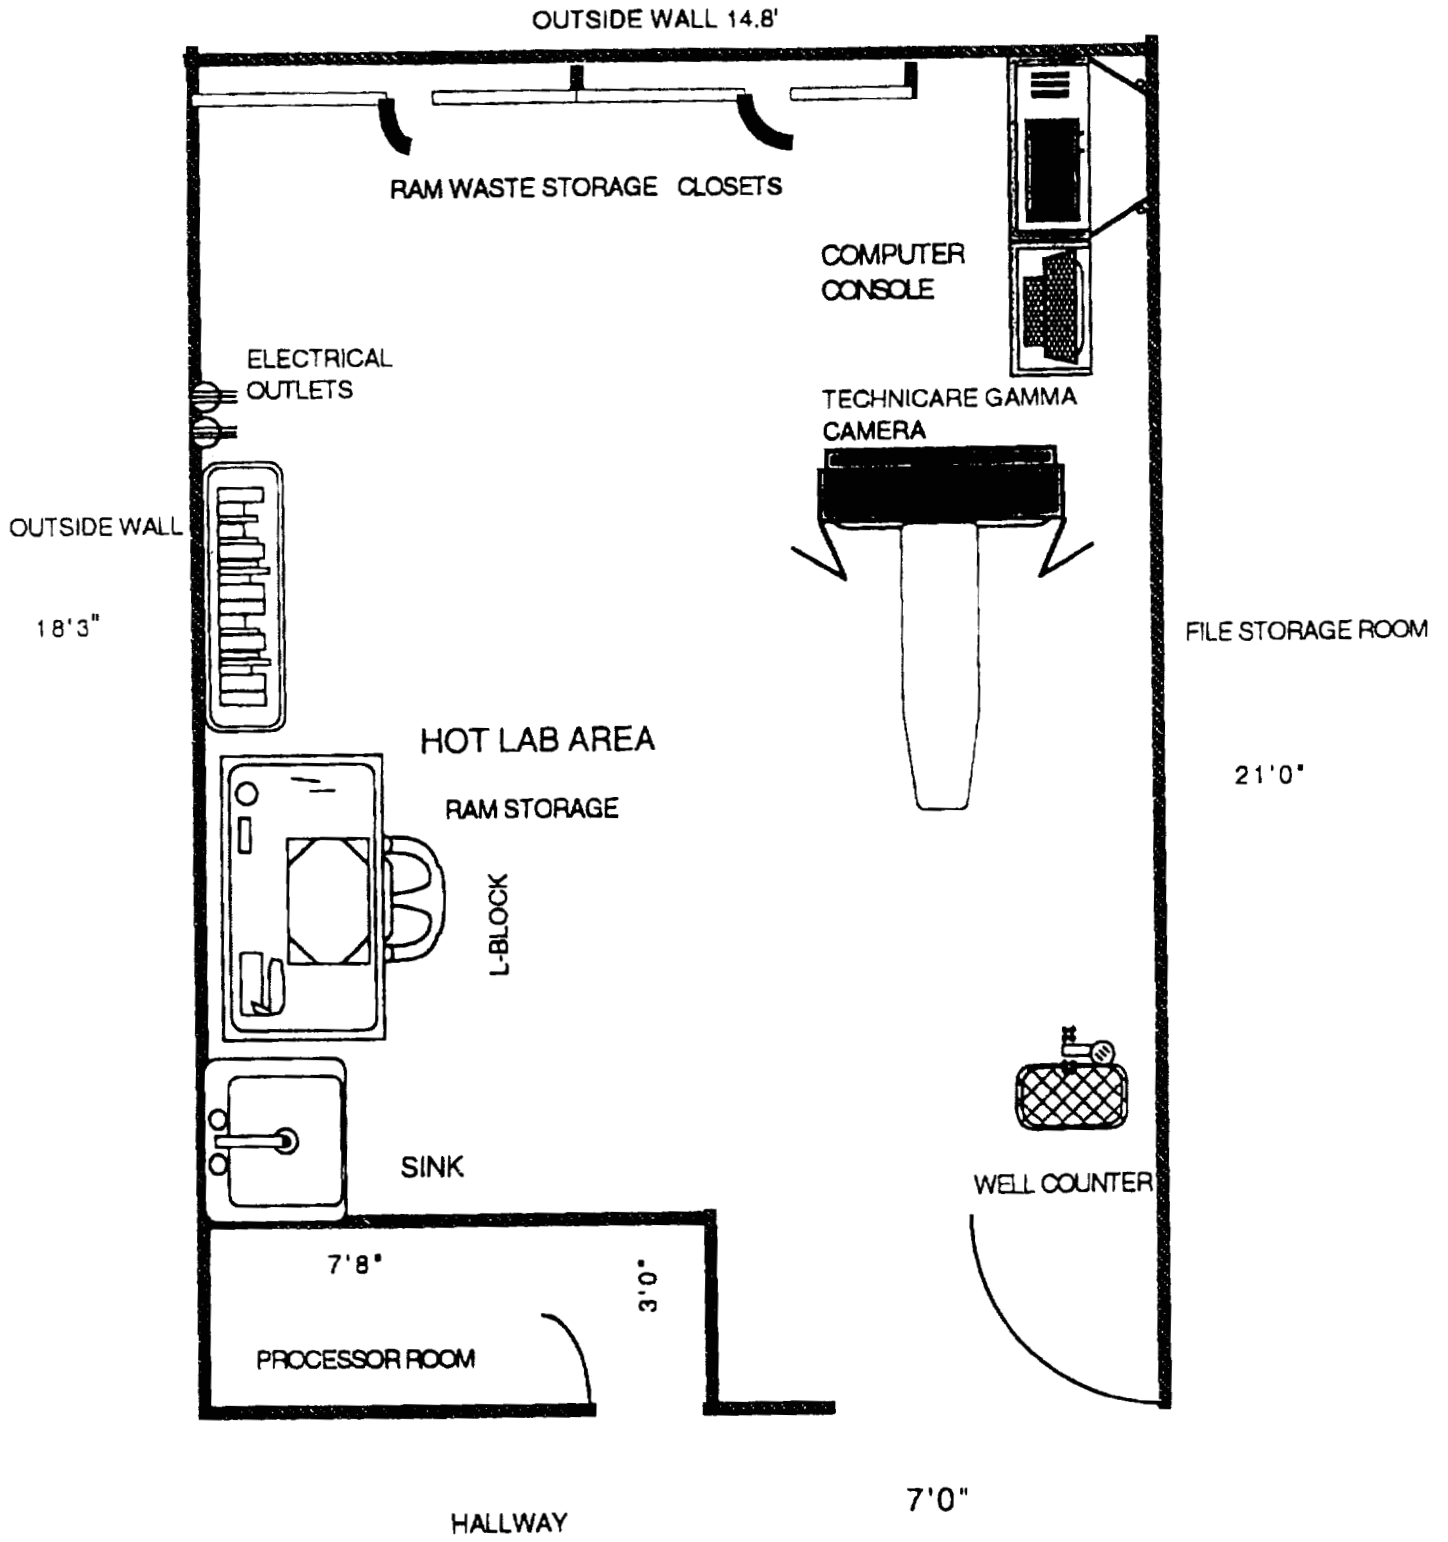 OUTSIDE WALL 14.8'
RAM WASTE STORAGE CLOSETS
COMPUTER
CONSOLE
ELECTRICAL
OUTLETS
TECHNICARE GAMMA
CAMERA
OUTSIDE WALL
18'3"
FILE STORAGE ROOM
21'0"
HOT LAB AREA
RAM STORAGE
L-BLOCK
SINK
WELL COUNTER
7'8"
3'0"
PROCESSOR ROOM
7'0"
HALLWAY